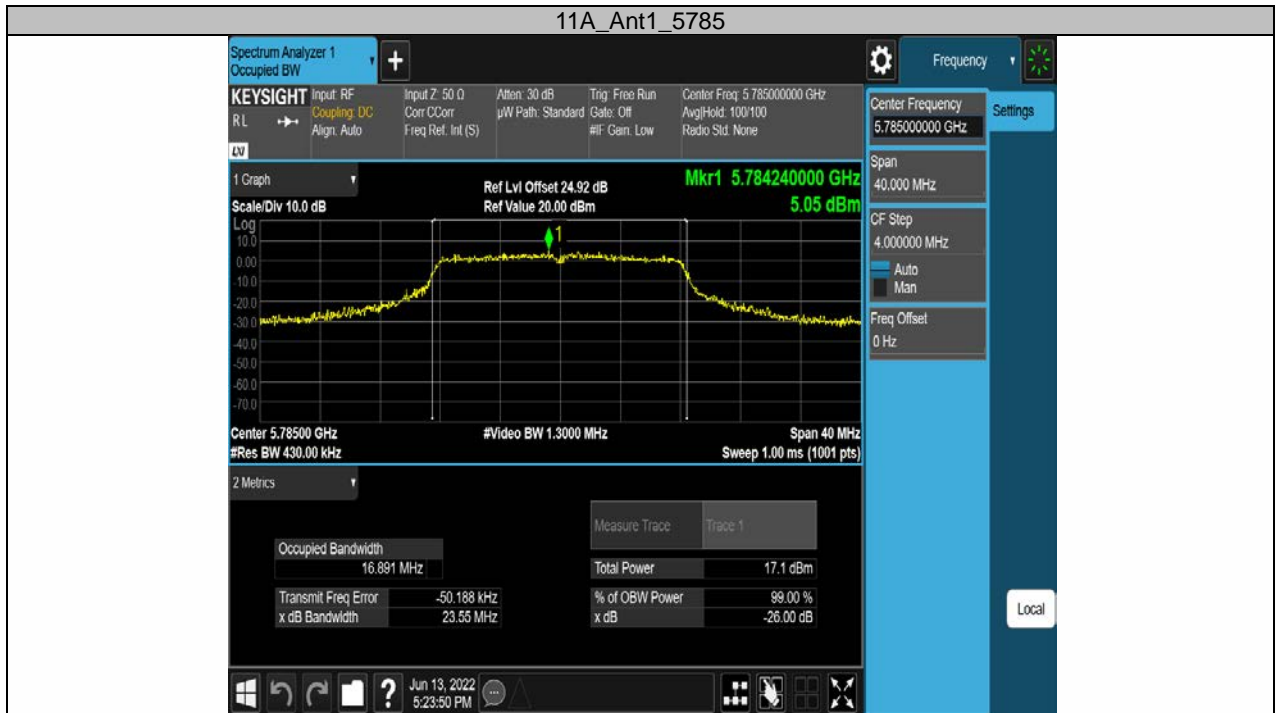 11A_Ant1_5785
Spectrum Analyzer 1
Occupied BW
+
Frequency
KEYSIGHT
RL
LXI
Input: RF
Coupling: DC
Align: Auto
Input Z: 50 Ω
Corr CCorr
Freq Ref: Int (S)
Atten: 30 dB
µW Path: Standard
Trig: Free Run
Gate: Off
#IF Gain: Low
Center Freq: 5.785000000 GHz
Avg|Hold: 100/100
Radio Std: None
Center Frequency
5.785000000 GHz
Settings
Span
40.000 MHz
CF Step
4.000000 MHz
Auto
Man
Freq Offset
0 Hz
Local
1 Graph
Scale/Div 10.0 dB
Ref Lvl Offset 24.92 dB
Ref Value 20.00 dBm
Mkr1 5.784240000 GHz
5.05 dBm
Log
10.0
0.00
-10.0
-20.0
-30.0
-40.0
-50.0
-60.0
-70.0
1
Center 5.78500 GHz
#Res BW 430.00 kHz
#Video BW 1.3000 MHz
Span 40 MHz
Sweep 1.00 ms (1001 pts)
2 Metrics
Measure Trace Trace 1
Occupied Bandwidth
16.891 MHz
Total Power 17.1 dBm
Transmit Freq Error -50.188 kHz
% of OBW Power 99.00 %
x dB Bandwidth 23.55 MHz
x dB -26.00 dB
?
Jun 13, 2022
5:23:50 PM